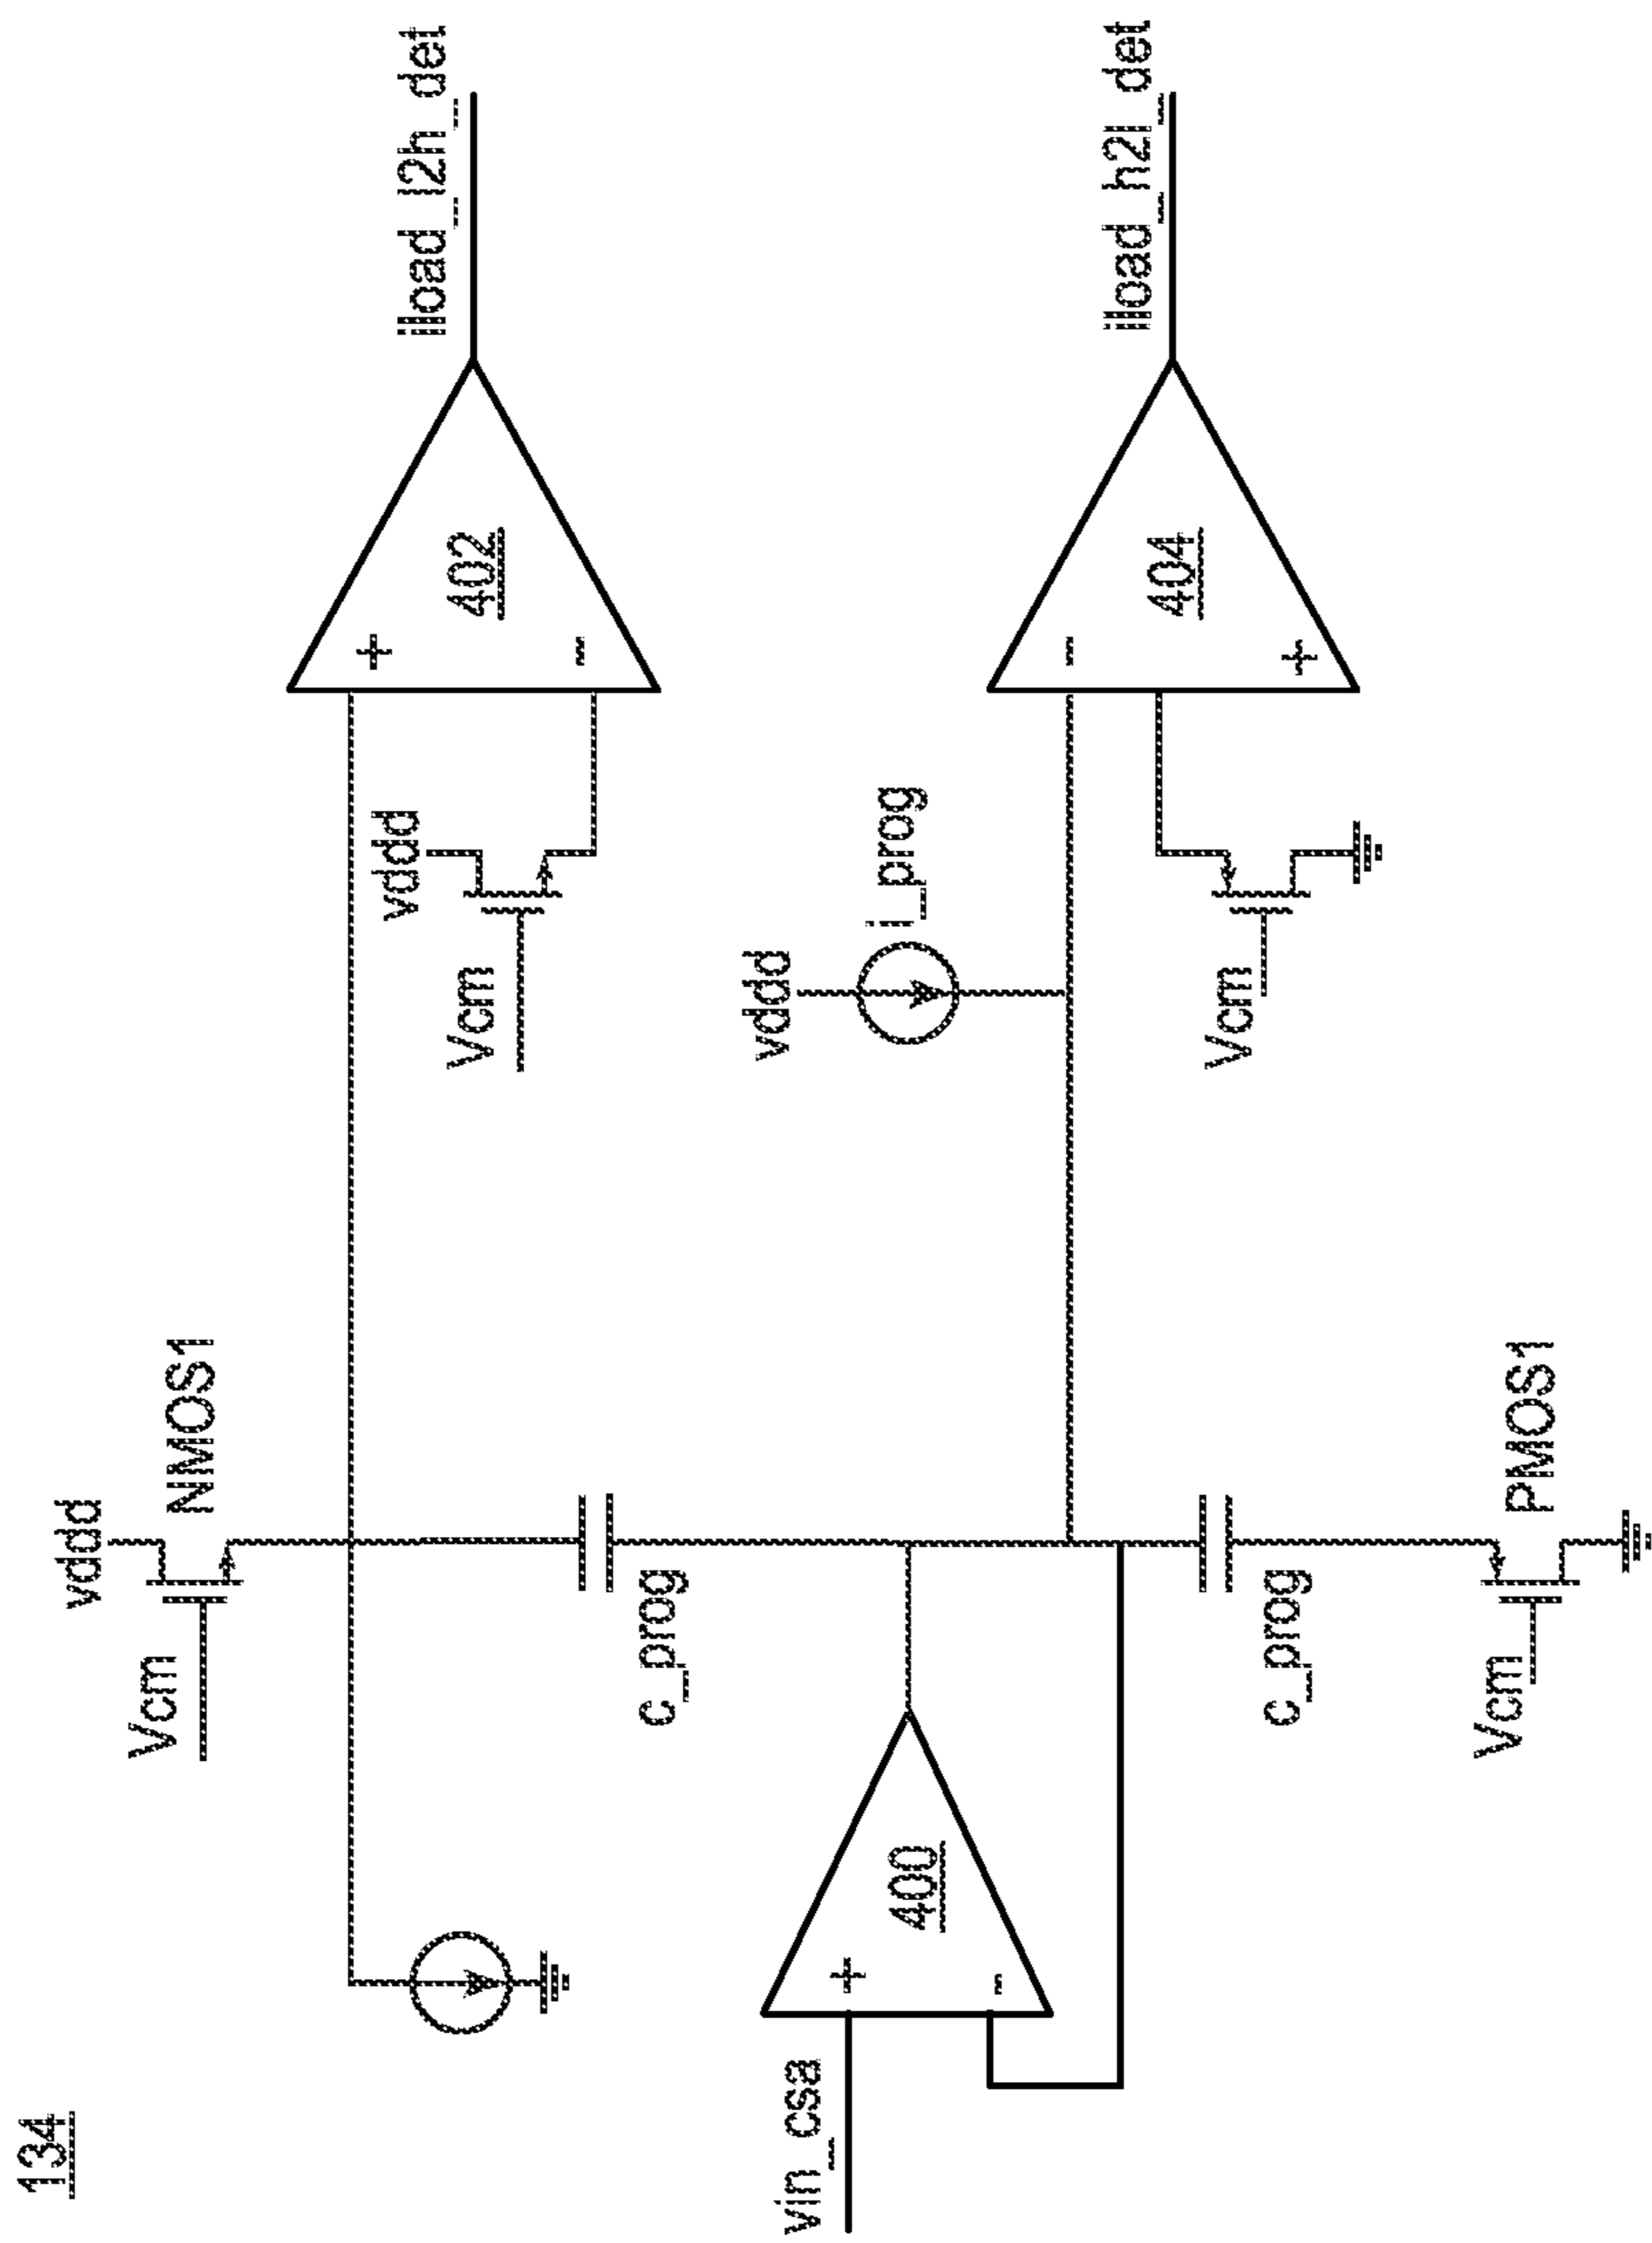 134
vddd
NMOS1
Vcm
iload_l2h_det
+
402
-
vddd
Vcm
c_prog
vddd
i_prog
vin_csa
+
400
-
iload_h2l_det
-
404
+
Vcm
c_prog
PMOS1
Vcm